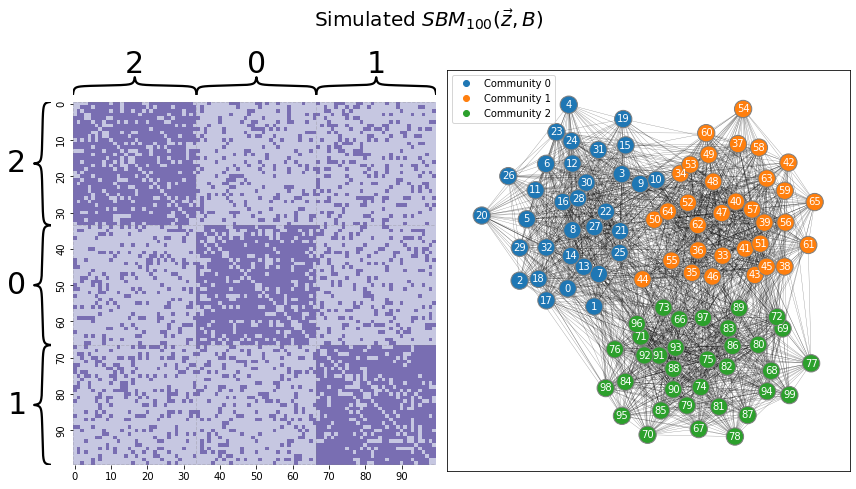 Simulated $SBM_{100}(\vec{z}, B)$
2 0 1
2
0
1
0
10
20
30
40
50
60
70
80
90
0 10 20 30 40 50 60 70 80 90
Community 0
Community 1
Community 2
4
54
19
23 60
24 37
15 58
31 49
6 12 53 42
3 34
26 30 9 10 48 63
11 59
16 28 52 40 65
20 22 64 47 57
5 50 39 56
8 27 21 62
29 32 36 41 51 61
14 25 55 33
13 7 35 46 43 45 38
2 18 44
0
17 1 73 89
96 66 97 72
83 69
71
76 92 91 93 86 80
75
88 82 68 77
98 84 90 74 94 99
95 85 79 81 87
70 67 78